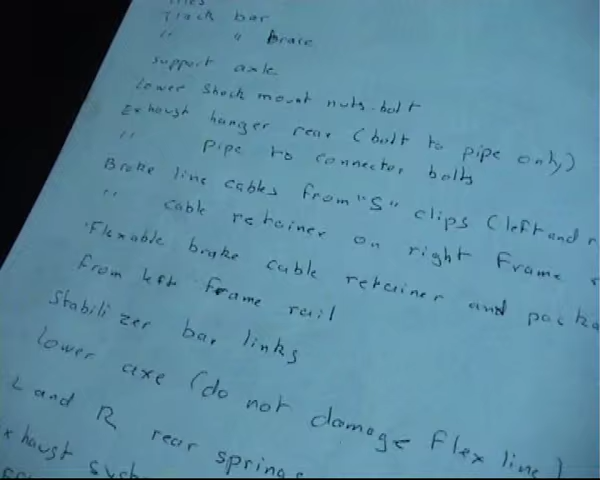 Track bar
" " Brace
support axle
Lower shock mount nuts.bolt
Exhaust hanger rear (bolt to pipe only)
" pipe to connector bolts
Brake line cables from "S" clips (left and r
" cable retainer on right Frame
Flexable brake cable retainer and
from left frame rail
Stabilizer bar links
Lower axe (do not damage flex line)
L and R rear springs
xhaust syste